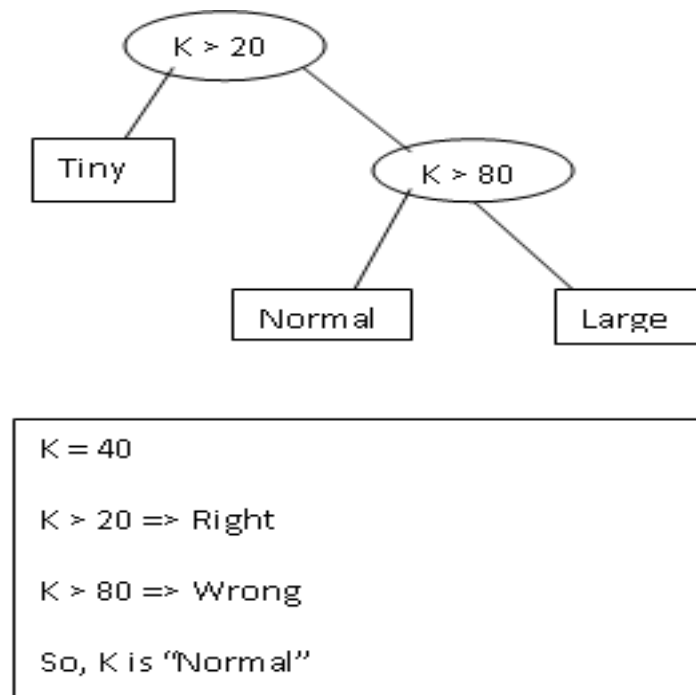 K > 20
Tiny
K > 80
Normal
Large
K = 40
K > 20 => Right
K > 80 => Wrong
So, K is “Normal”